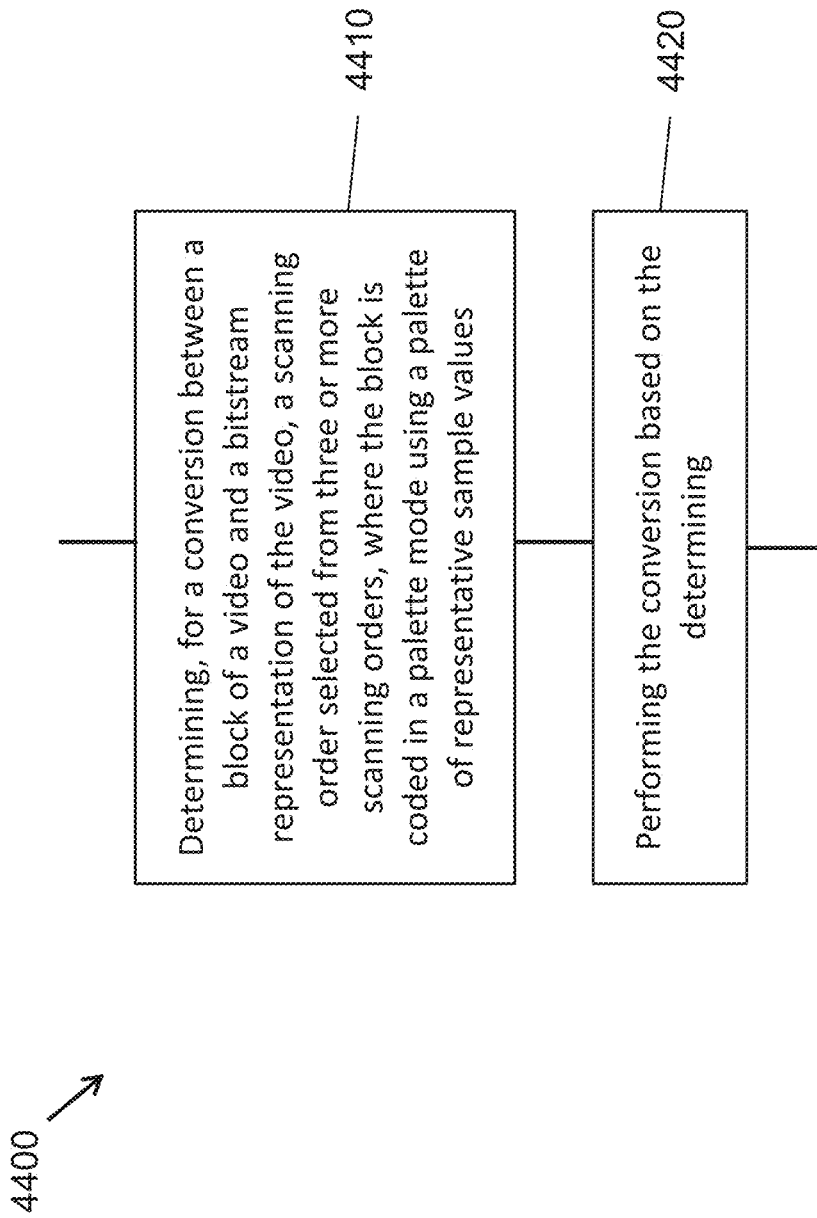 4400
Determining, for a conversion between a
block of a video and a bitstream
representation of the video, a scanning
order selected from three or more
scanning orders, where the block is
coded in a palette mode using a palette
of representative sample values
4410
Performing the conversion based on the
determining
4420